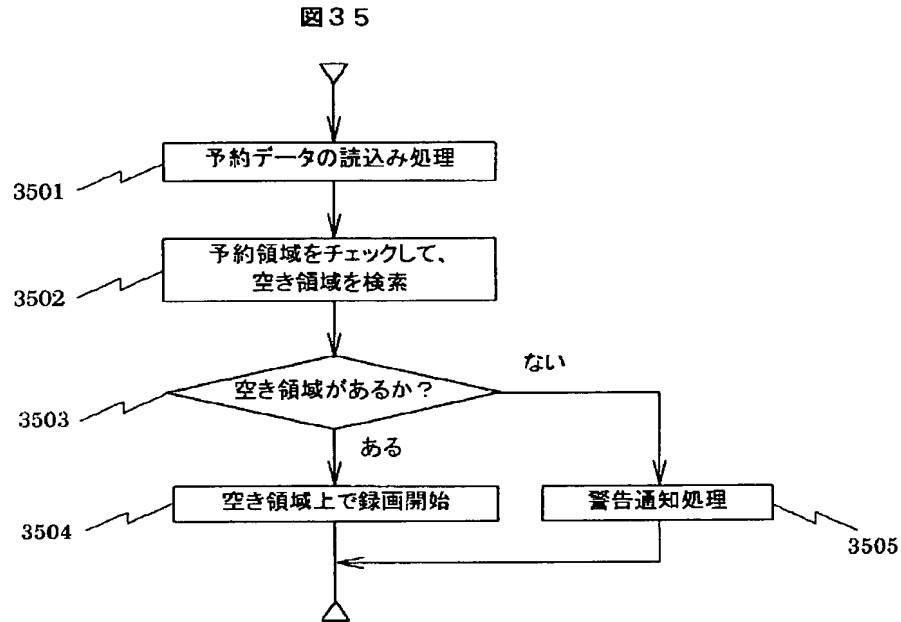 図３５
予約データの読込み処理
3501
予約領域をチェックして、
空き領域を検索
3502
ない
空き領域があるか？
3503
ある
空き領域上で録画開始
3504
警告通知処理
3505